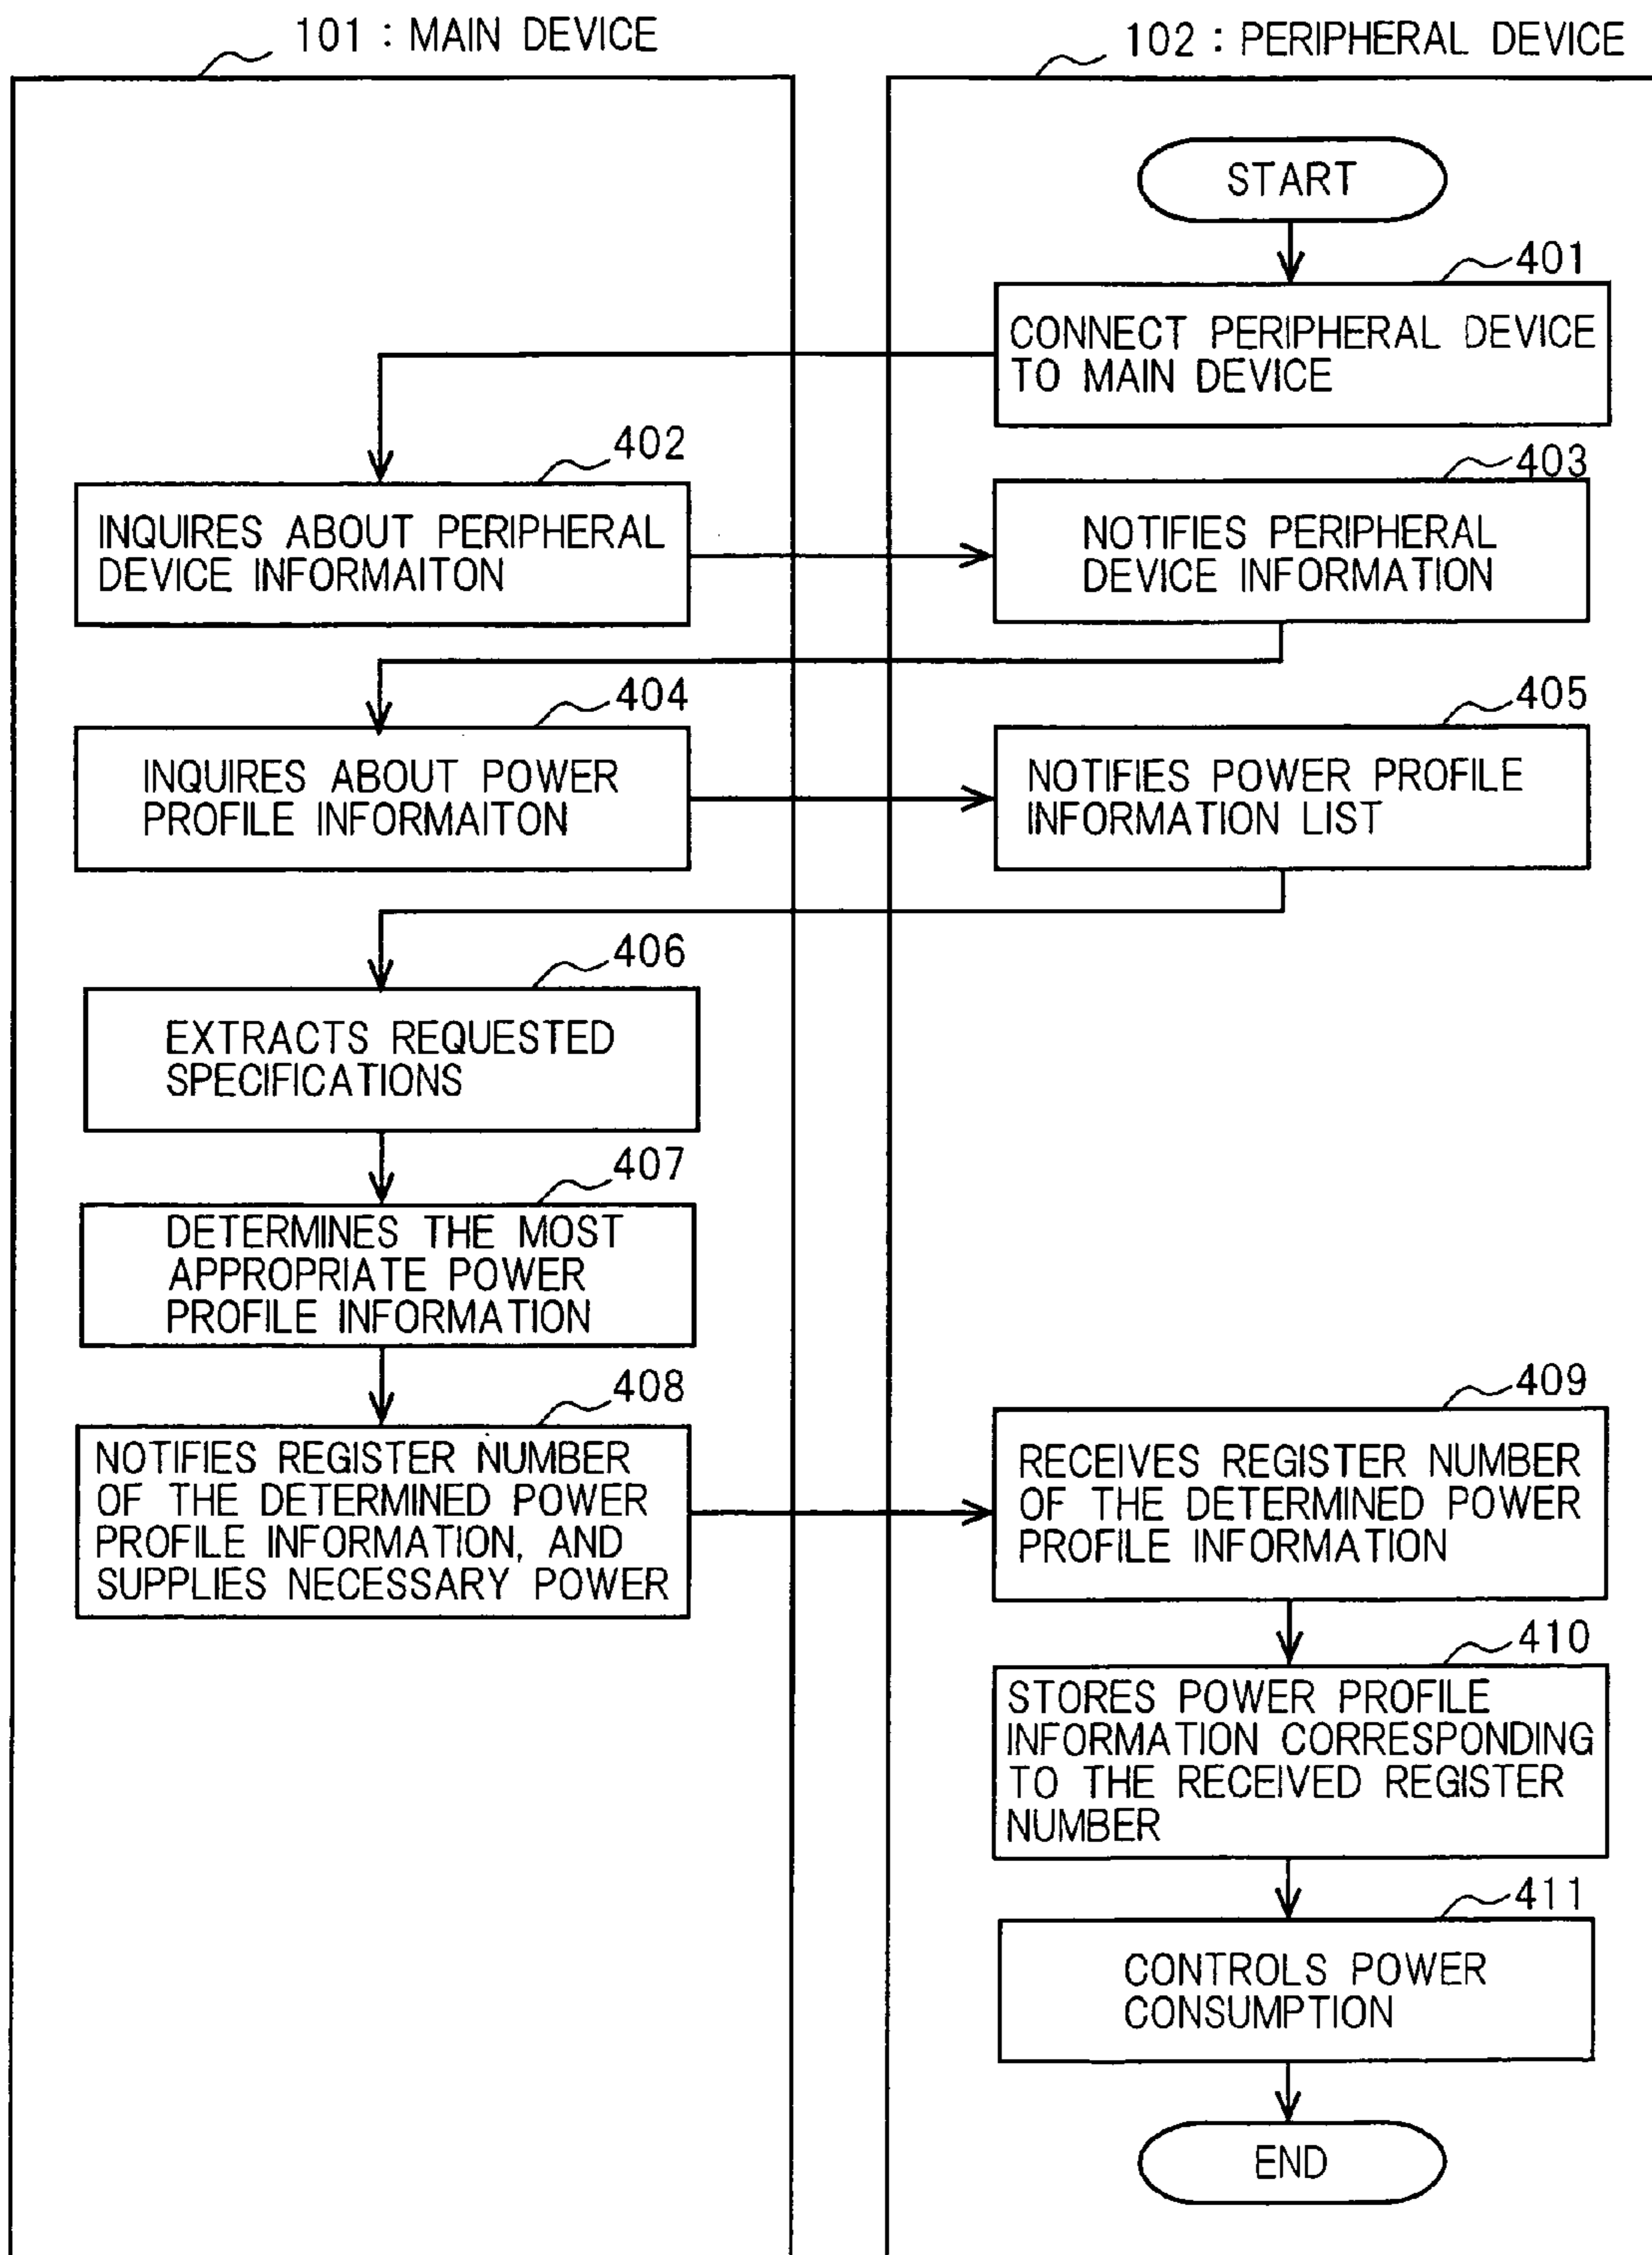 101 : MAIN DEVICE
102 : PERIPHERAL DEVICE
START
401
CONNECT PERIPHERAL DEVICE
TO MAIN DEVICE
402
INQUIRES ABOUT PERIPHERAL
DEVICE INFORMAITON
403
NOTIFIES PERIPHERAL
DEVICE INFORMATION
404
INQUIRES ABOUT POWER
PROFILE INFORMAITON
405
NOTIFIES POWER PROFILE
INFORMATION LIST
406
EXTRACTS REQUESTED
SPECIFICATIONS
407
DETERMINES THE MOST
APPROPRIATE POWER
PROFILE INFORMATION
408
NOTIFIES REGISTER NUMBER
OF THE DETERMINED POWER
PROFILE INFORMATION, AND
SUPPLIES NECESSARY POWER
409
RECEIVES REGISTER NUMBER
OF THE DETERMINED POWER
PROFILE INFORMATION
410
STORES POWER PROFILE
INFORMATION CORRESPONDING
TO THE RECEIVED REGISTER
NUMBER
411
CONTROLS POWER
CONSUMPTION
END